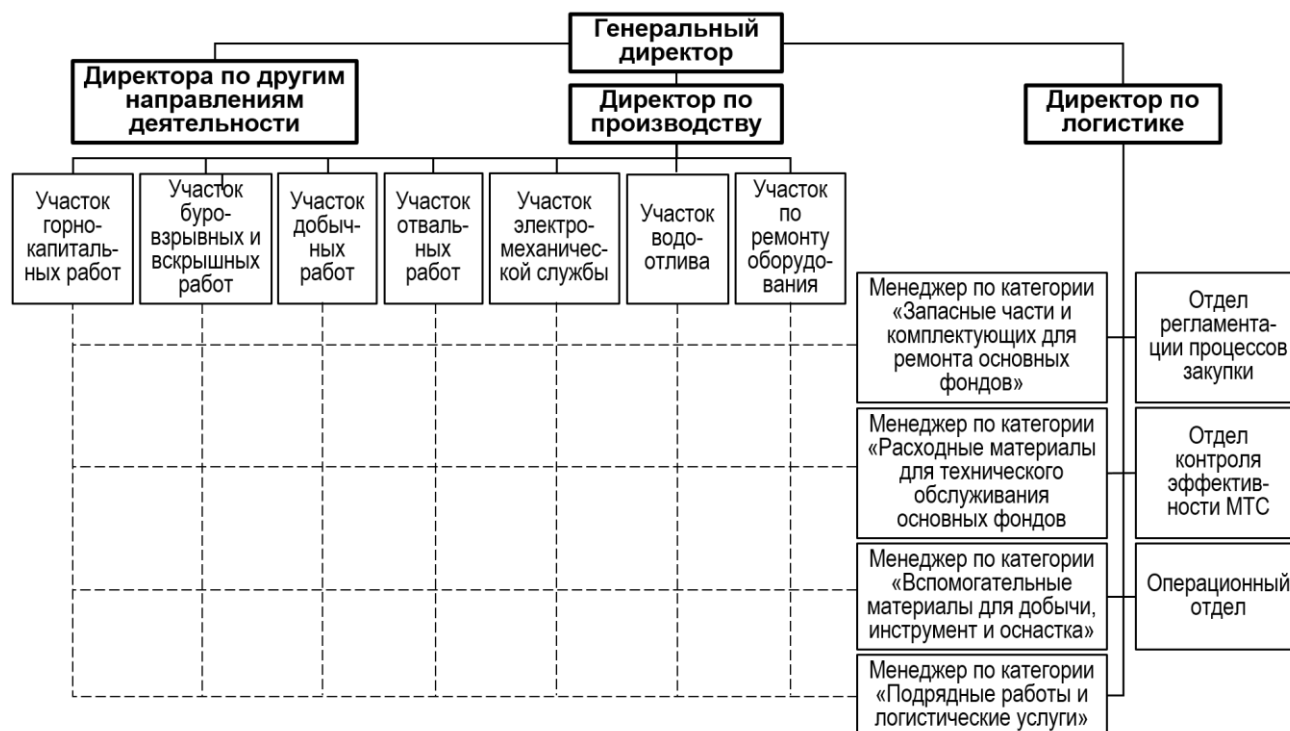 Генеральный
директор
Директора по другим
направлениям
деятельности
Директор по
производству
Директор по
логистике
Участок
горно-
капиталь-
ных работ
Участок
буро-
взрывных и
вскрышных
работ
Участок
добыч-
ных
работ
Участок
отваль-
ных
работ
Участок
электро-
механичес-
кой службы
Участок
водо-
отлива
Участок
по
ремонту
оборудо-
вания
Менеджер по категории
«Запасные части и
комплектующих для
ремонта основных
фондов»
Отдел
регламента-
ции процессов
закупки
Менеджер по категории
«Расходные материалы
для технического
обслуживания
основных фондов
Отдел
контроля
эффектив-
ности МТС
Менеджер по категории
«Вспомогательные
материалы для добычи,
инструмент и оснастка»
Операционный
отдел
Менеджер по категории
«Подрядные работы и
логистические услуги»